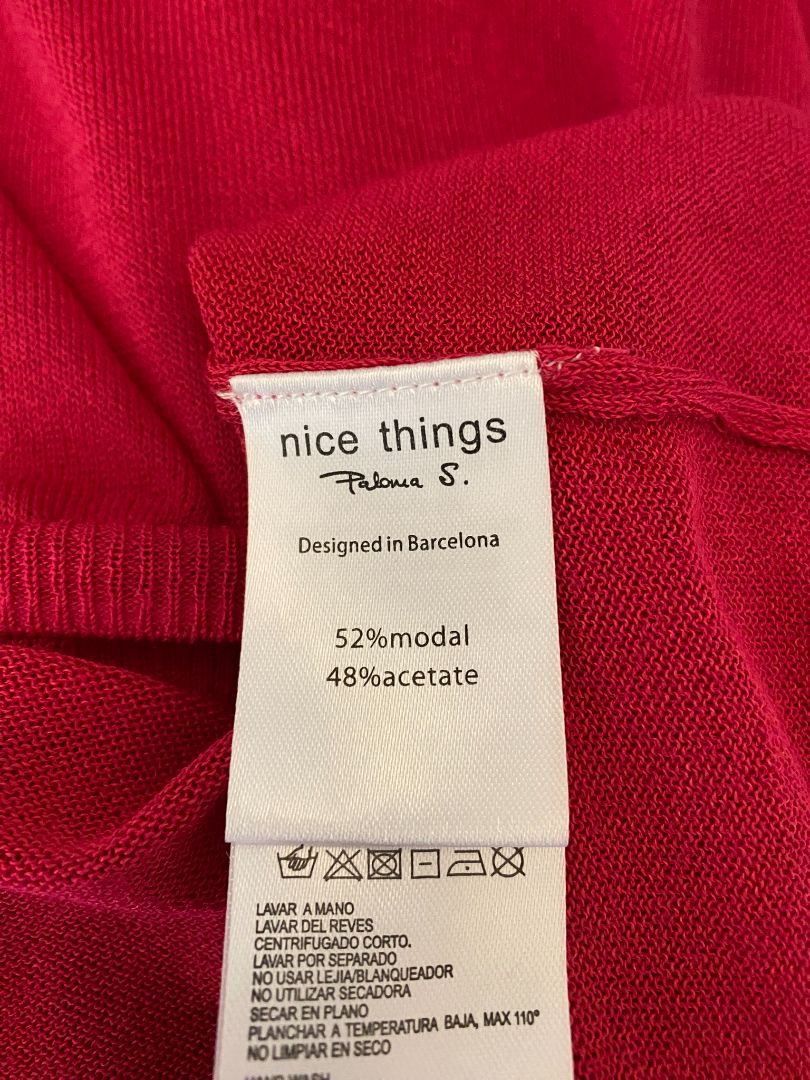 nice things
Paloma S.
Designed in Barcelona
52%modal
48%acetate
LAVAR A MANO
LAVAR DEL REVES
CENTRIFUGADO CORTO.
LAVAR POR SEPARADO
NO USAR LEJIA/BLANQUEADOR
NO UTILIZAR SECADORA
SECAR EN PLANO
PLANCHAR A TEMPERATURA BAJA, MAX 110°
NO LIMPIAR EN SECO
HAND WASH